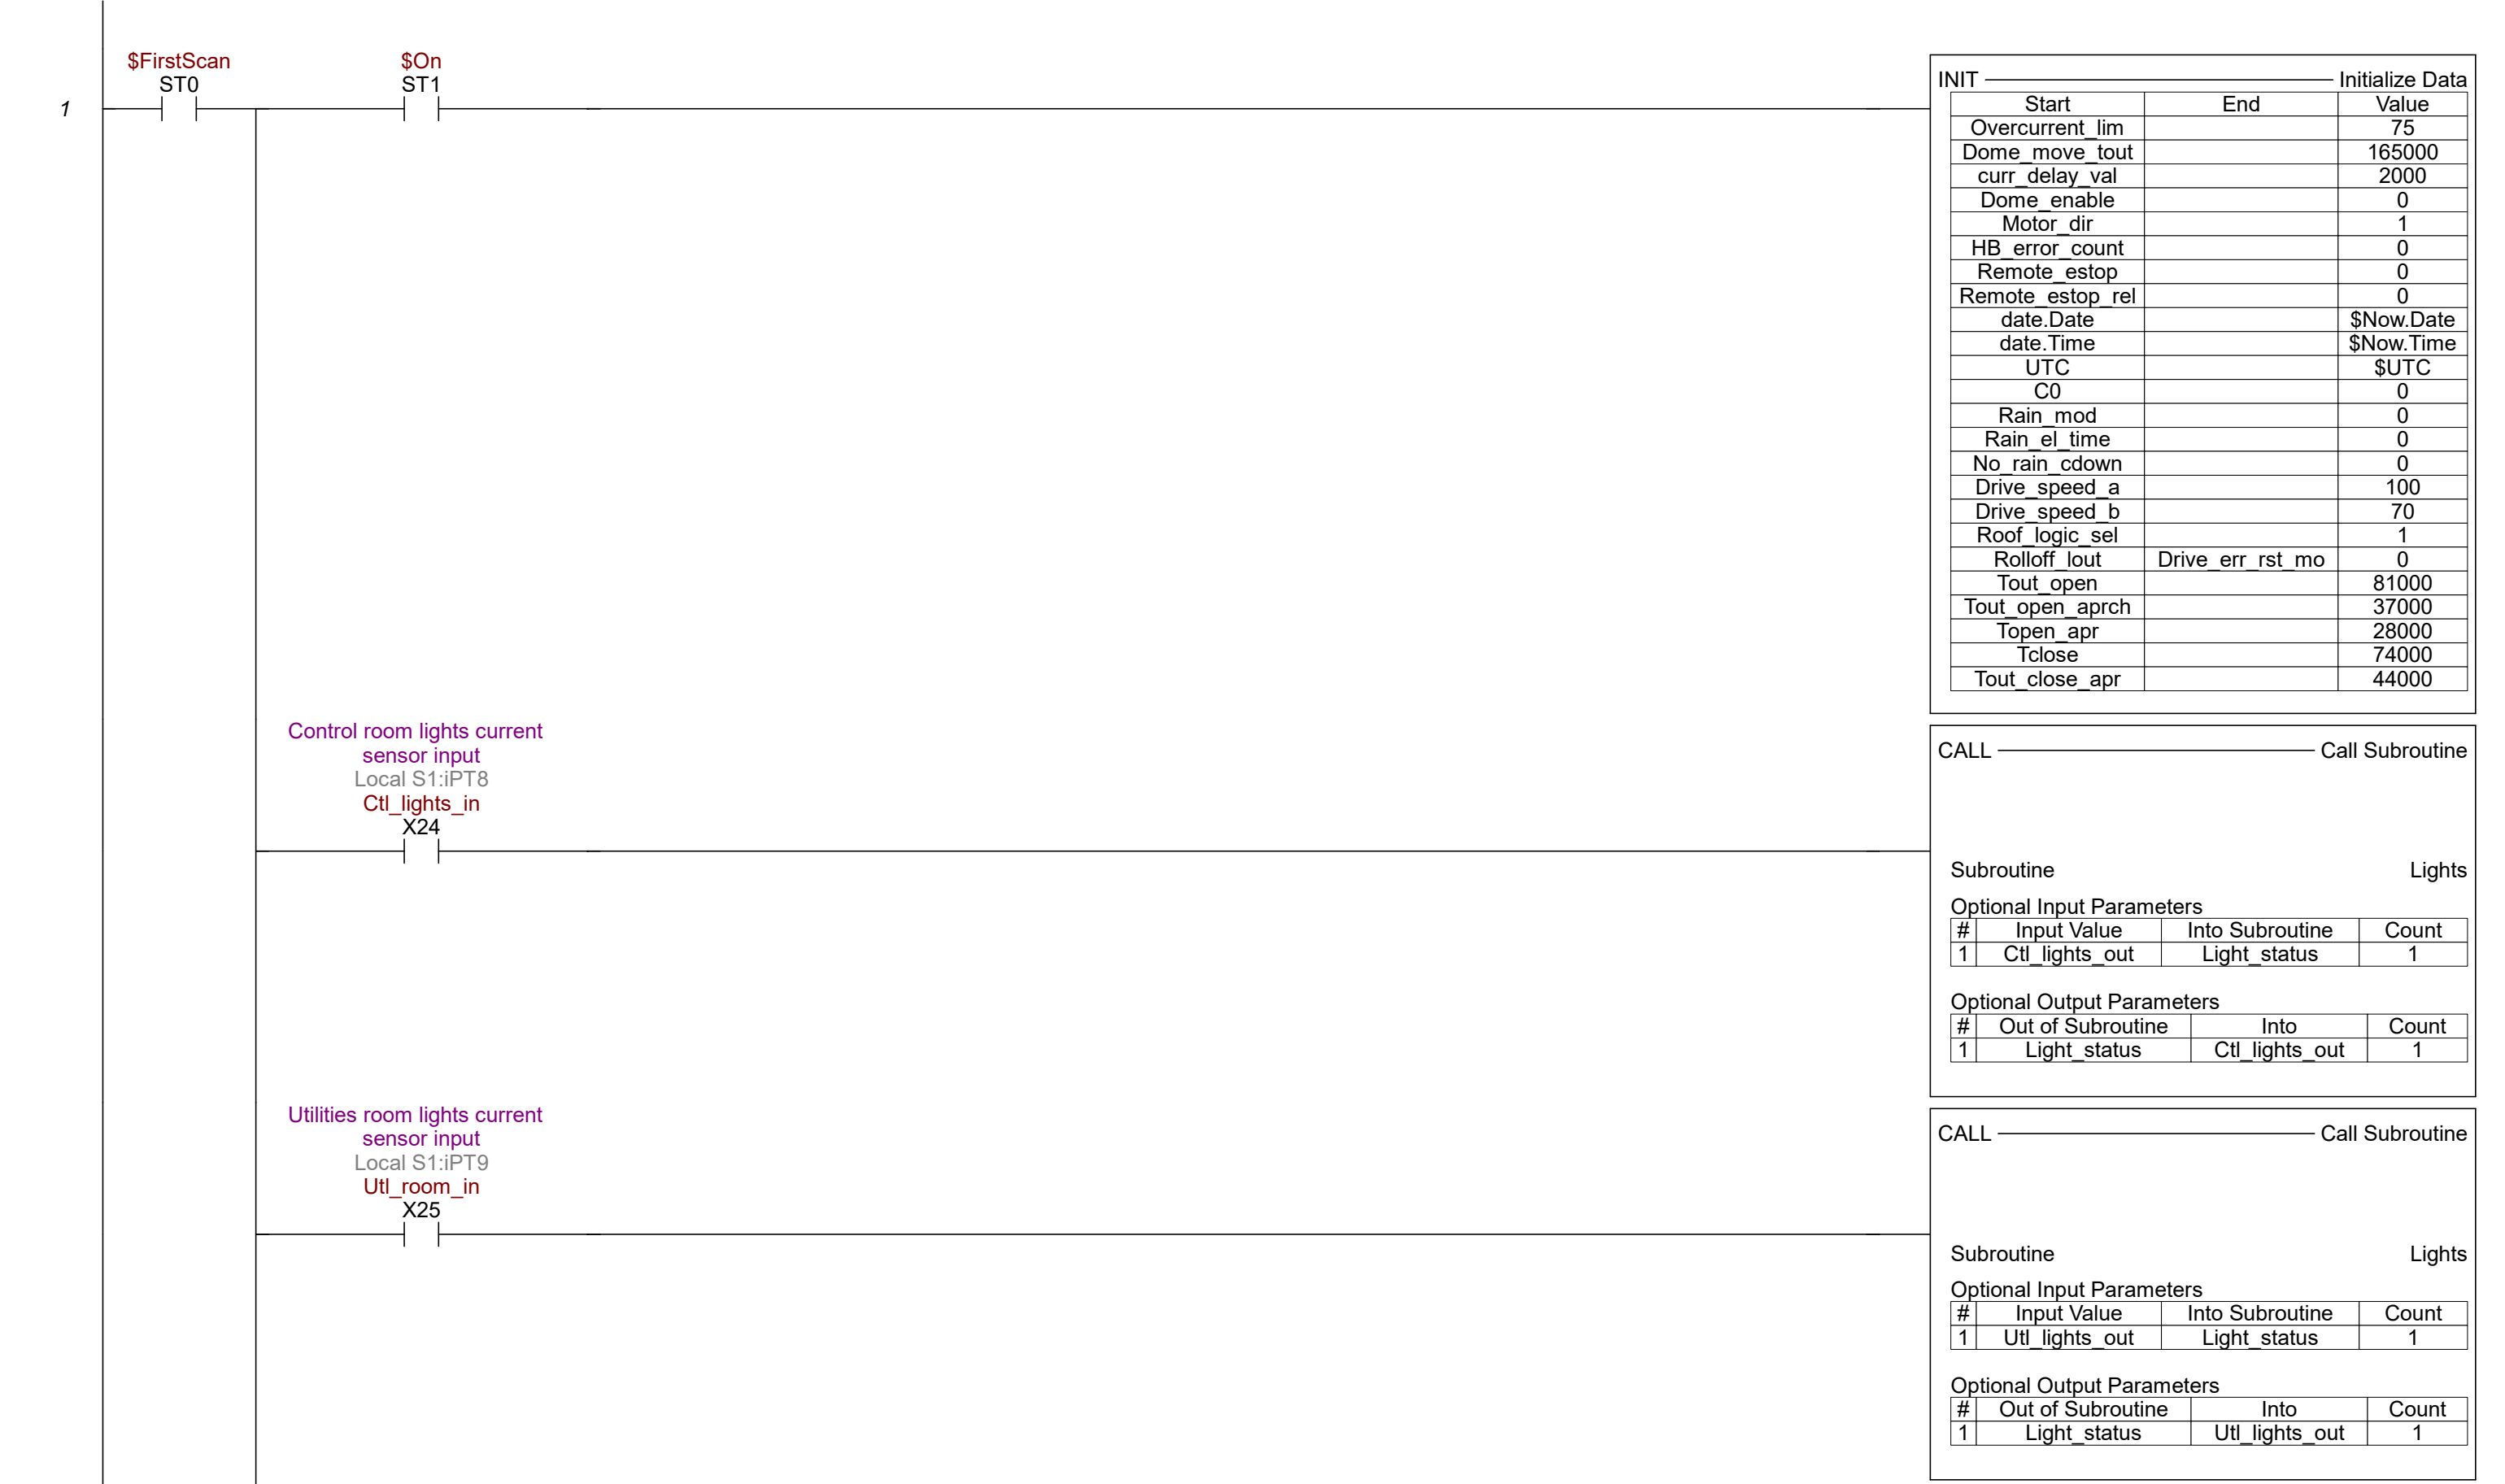 $FirstScan
ST0
$On
ST1
1
INIT Initialize Data
Start End Value
Overcurrent_lim 75
Dome_move_tout 165000
curr_delay_val 2000
Dome_enable 0
Motor_dir 1
HB_error_count 0
Remote_estop 0
Remote_estop_rel 0
date.Date $Now.Date
date.Time $Now.Time
UTC $UTC
C0 0
Rain_mod 0
Rain_el_time 0
No_rain_cdown 0
Drive_speed_a 100
Drive_speed_b 70
Roof_logic_sel 1
Rolloff_lout Drive_err_rst_mo 0
Tout_open 81000
Tout_open_aprch 37000
Topen_apr 28000
Tclose 74000
Tout_close_apr 44000
Control room lights current
sensor input
Local S1:iPT8
Ctl_lights_in
X24
CALL Call Subroutine
Subroutine Lights
Optional Input Parameters
# Input Value Into Subroutine Count
1 Ctl_lights_out Light_status 1
Optional Output Parameters
# Out of Subroutine Into Count
1 Light_status Ctl_lights_out 1
Utilities room lights current
sensor input
Local S1:iPT9
Utl_room_in
X25
CALL Call Subroutine
Subroutine Lights
Optional Input Parameters
# Input Value Into Subroutine Count
1 Utl_lights_out Light_status 1
Optional Output Parameters
# Out of Subroutine Into Count
1 Light_status Utl_lights_out 1